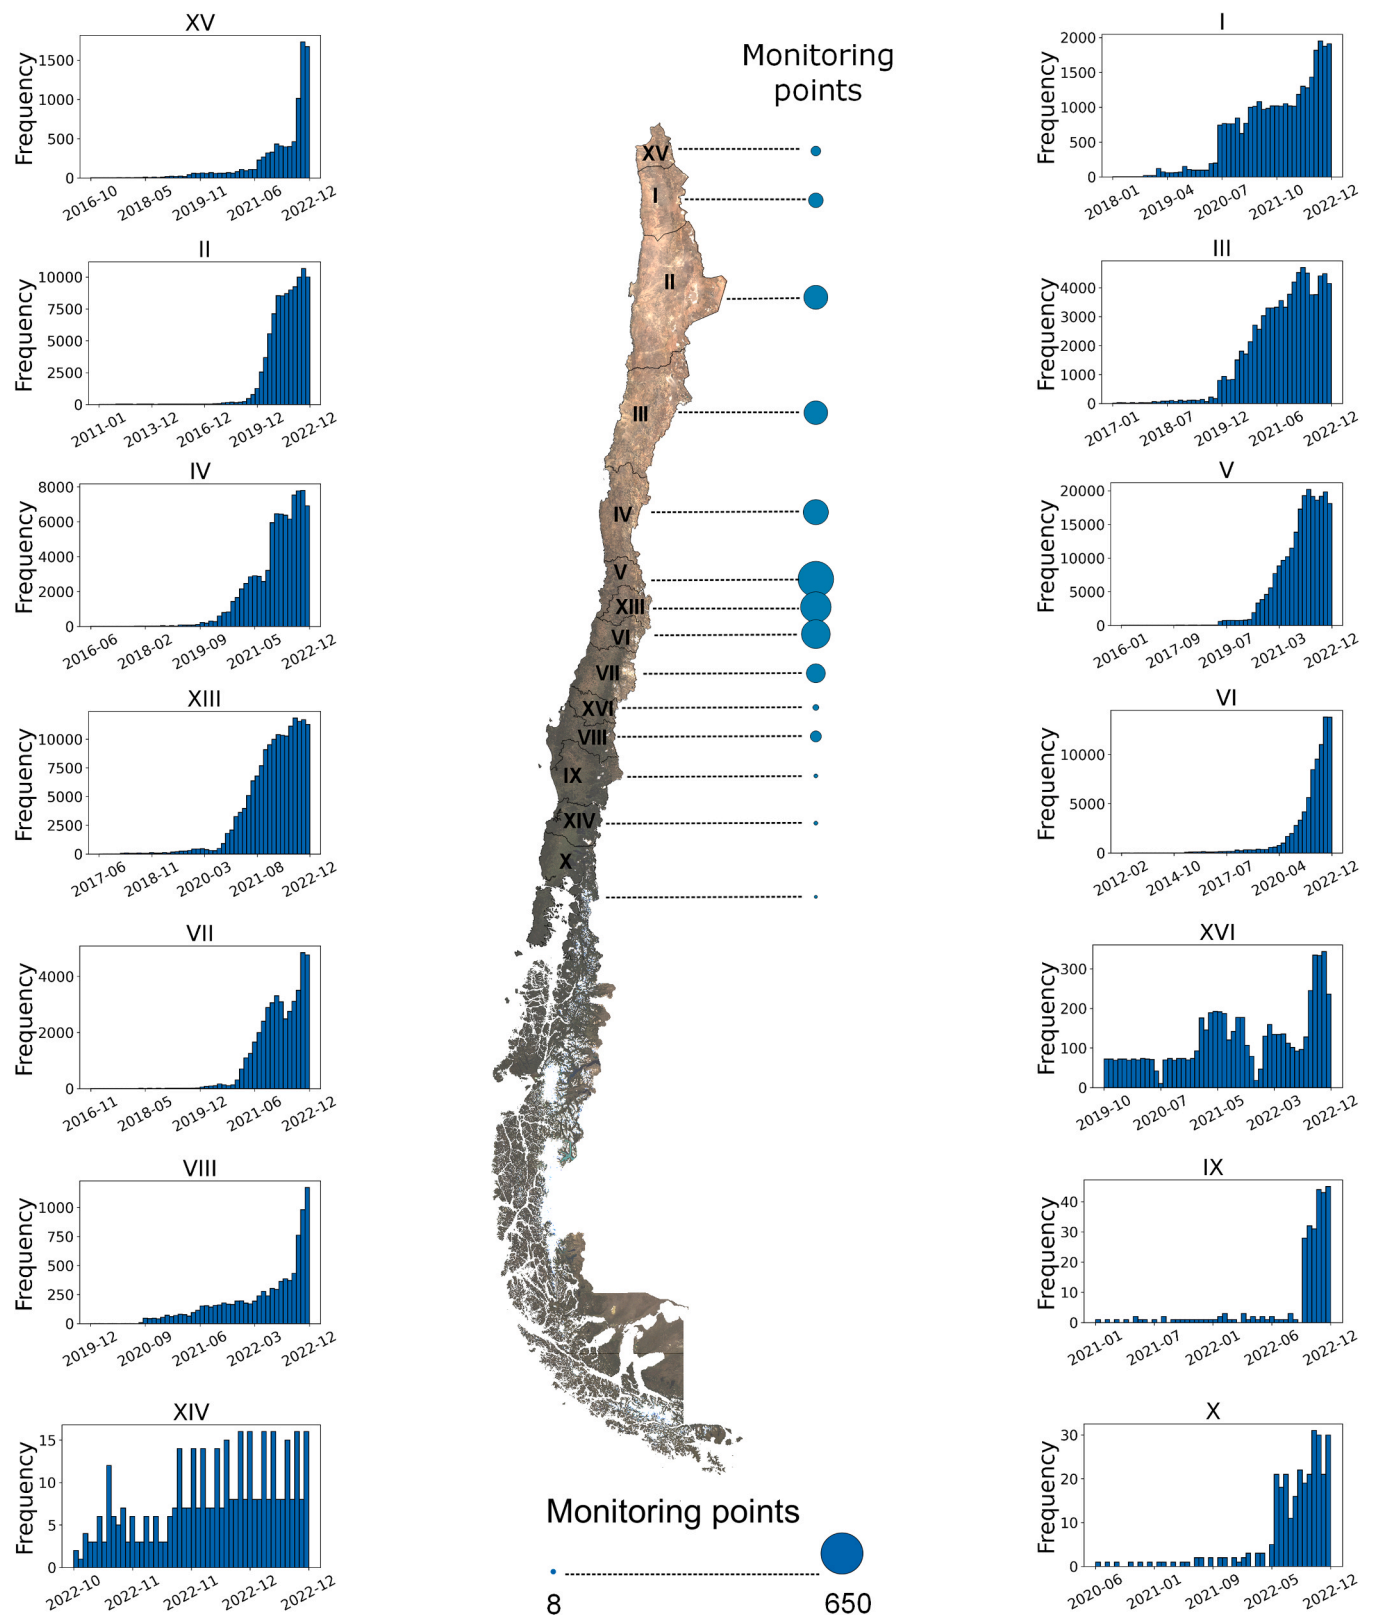 XV
Frequency
1500
1000
500
0
2016-10
2018-05
2019-11
2021-06
2022-12
II
Frequency
10000
7500
5000
2500
0
2011-01
2013-12
2016-12
2019-12
2022-12
IV
Frequency
8000
6000
4000
2000
0
2016-06
2018-02
2019-09
2021-05
2022-12
XIII
Frequency
10000
7500
5000
2500
0
2017-06
2018-11
2020-03
2021-08
2022-12
VII
Frequency
4000
2000
0
2016-11
2018-05
2019-12
2021-06
2022-12
VIII
Frequency
1000
750
500
250
0
2019-12
2020-09
2021-06
2022-03
2022-12
XIV
Frequency
15
10
5
0
2022-10
2022-11
2022-11
2022-12
2022-12
Monitoring
points
XV
I
II
III
IV
V
XIII
VI
VII
XVI
VIII
IX
XIV
X
Monitoring points
8
650
I
Frequency
2000
1500
1000
500
0
2018-01
2019-04
2020-07
2021-10
2022-12
III
Frequency
4000
3000
2000
1000
0
2017-01
2018-07
2019-12
2021-06
2022-12
V
Frequency
20000
15000
10000
5000
0
2016-01
2017-09
2019-07
2021-03
2022-12
VI
Frequency
10000
5000
0
2012-02
2014-10
2017-07
2020-04
2022-12
XVI
Frequency
300
200
100
0
2019-10
2020-07
2021-05
2022-03
2022-12
IX
Frequency
40
30
20
10
0
2021-01
2021-07
2022-01
2022-06
2022-12
X
Frequency
30
20
10
0
2020-06
2021-01
2021-09
2022-05
2022-12